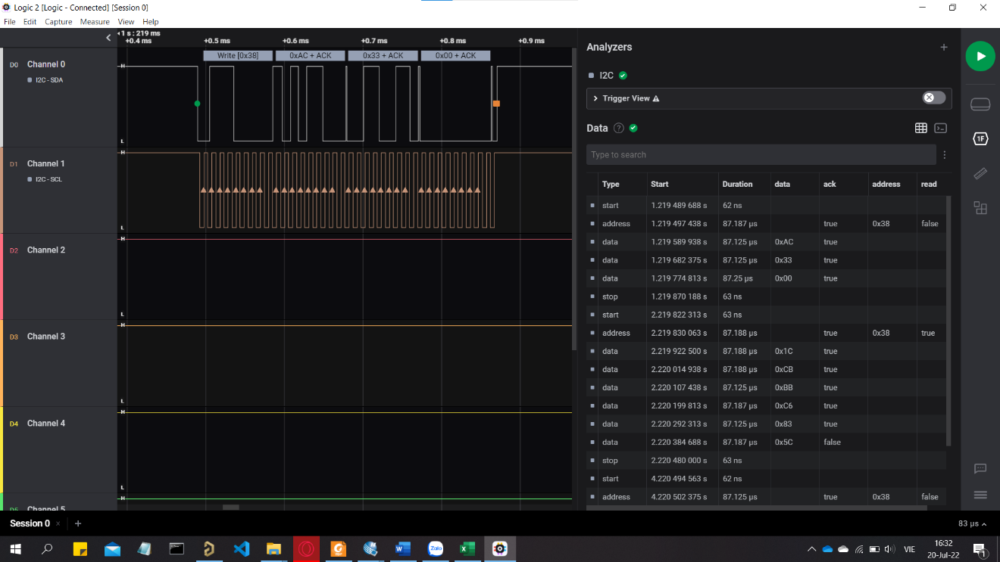 Logic 2 [Logic - Connected] [Session 0]
File Edit Capture Measure View Help
1 s : 219 ms
+0.4 ms +0.5 ms +0.6 ms +0.7 ms +0.8 ms +0.9 ms
Write [0x38] 0xAC + ACK 0x33 + ACK 0x00 + ACK
D0 Channel 0
I2C - SDA
H
L
D1 Channel 1
I2C - SCL
H
L
D2 Channel 2
H
L
D3 Channel 3
H
L
D4 Channel 4
H
L
D5 Channel 5
H
Analyzers
I2C
Trigger View
Data
Type to search
Type Start Duration data ack address read
start 1.219 489 688 s 62 ns
address 1.219 497 438 s 87.187 μs true 0x38 false
data 1.219 589 938 s 87.125 μs 0xAC true
data 1.219 682 375 s 87.125 μs 0x33 true
data 1.219 774 813 s 87.25 μs 0x00 true
stop 1.219 870 188 s 63 ns
start 2.219 822 313 s 63 ns
address 2.219 830 063 s 87.188 μs true 0x38 true
data 2.219 922 500 s 87.188 μs 0x1C true
data 2.220 014 938 s 87.188 μs 0xCB true
data 2.220 107 438 s 87.125 μs 0xBB true
data 2.220 199 813 s 87.187 μs 0xC6 true
data 2.220 292 313 s 87.125 μs 0x83 true
data 2.220 384 688 s 87.187 μs 0x5C false
stop 2.220 480 000 s 63 ns
start 4.220 494 563 s 62 ns
address 4.220 502 375 s 87.125 μs true 0x38 false
1F
Session 0
83 μs
Zalo
VIE
16:32
20-Jul-22
1